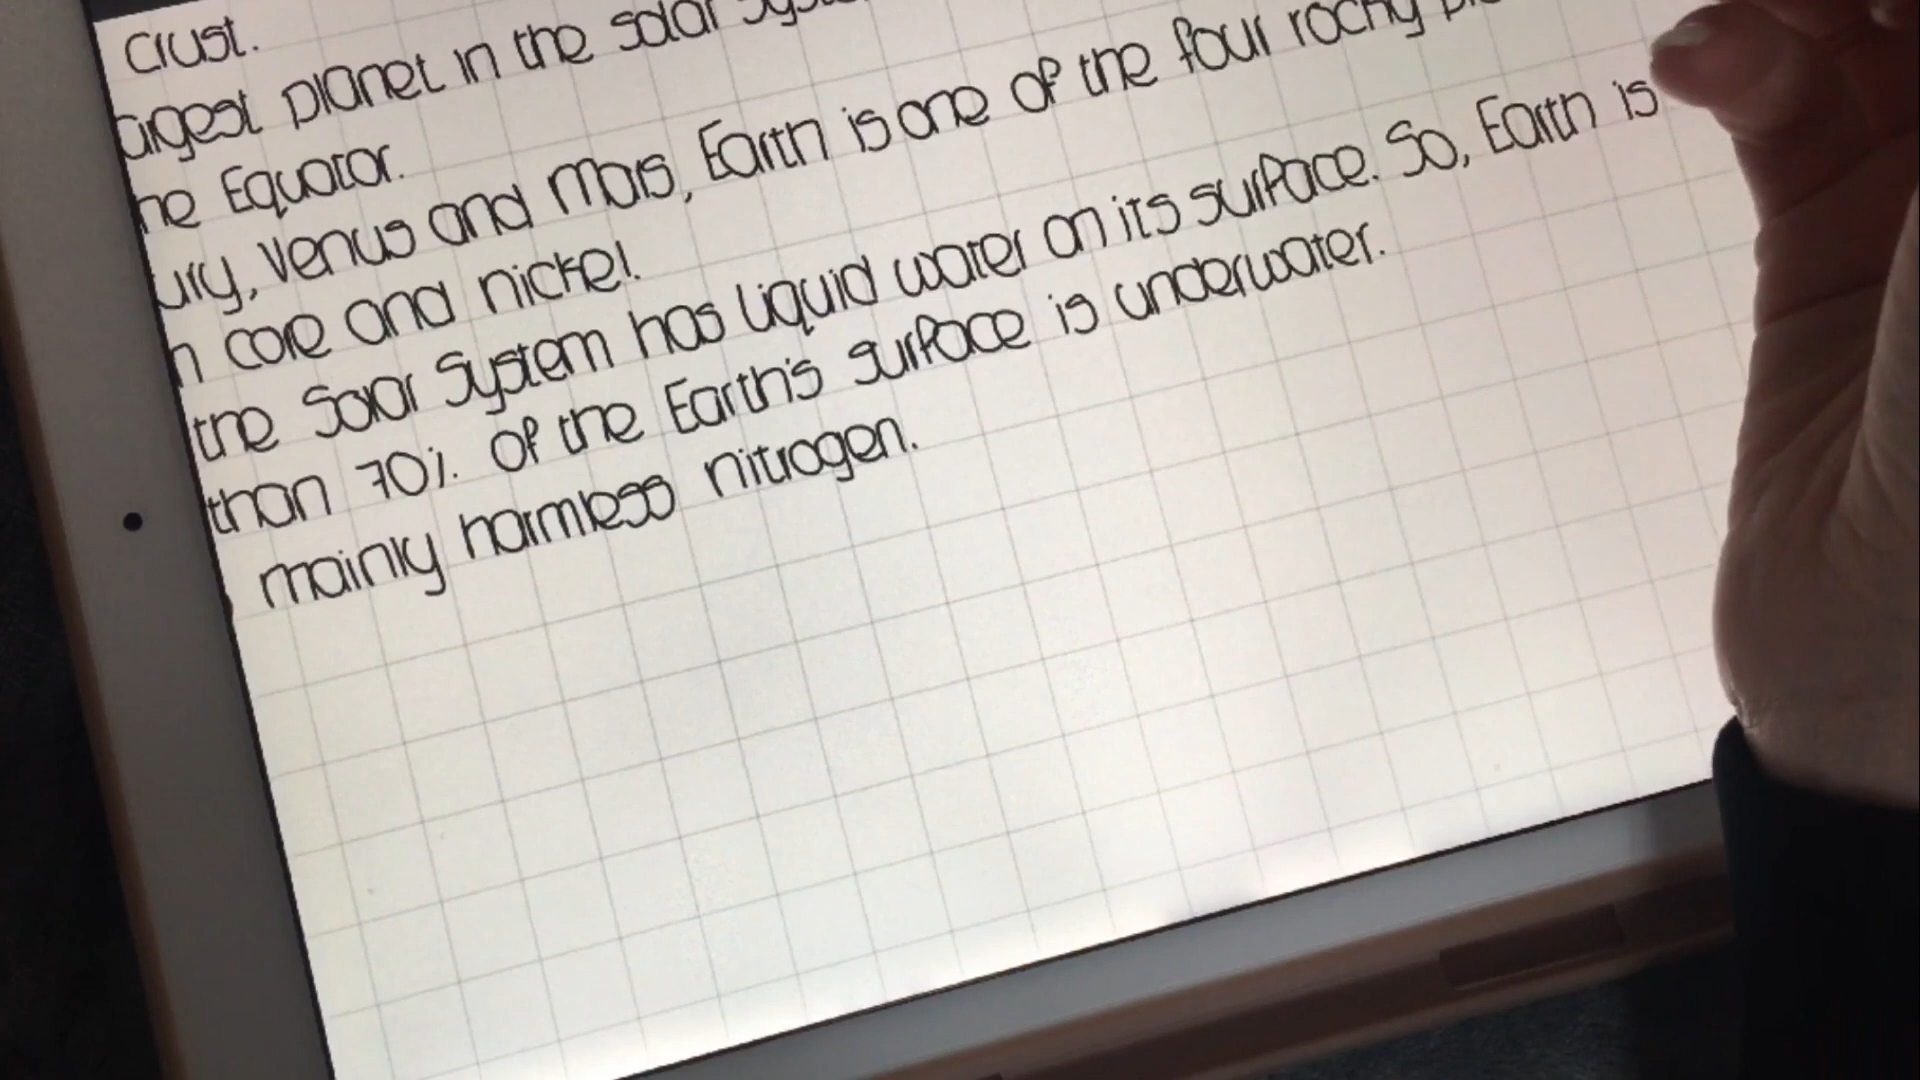 Crust.
argest planet in the solar
he Equator.
ury, Venus and Mars, Earth is one of the four rocky
n core and nickel.
the Solar System has liquid water on its surface. So, Earth is
than 70%. Of the Earth's surface is underwater.
mainly harmless nitrogen.